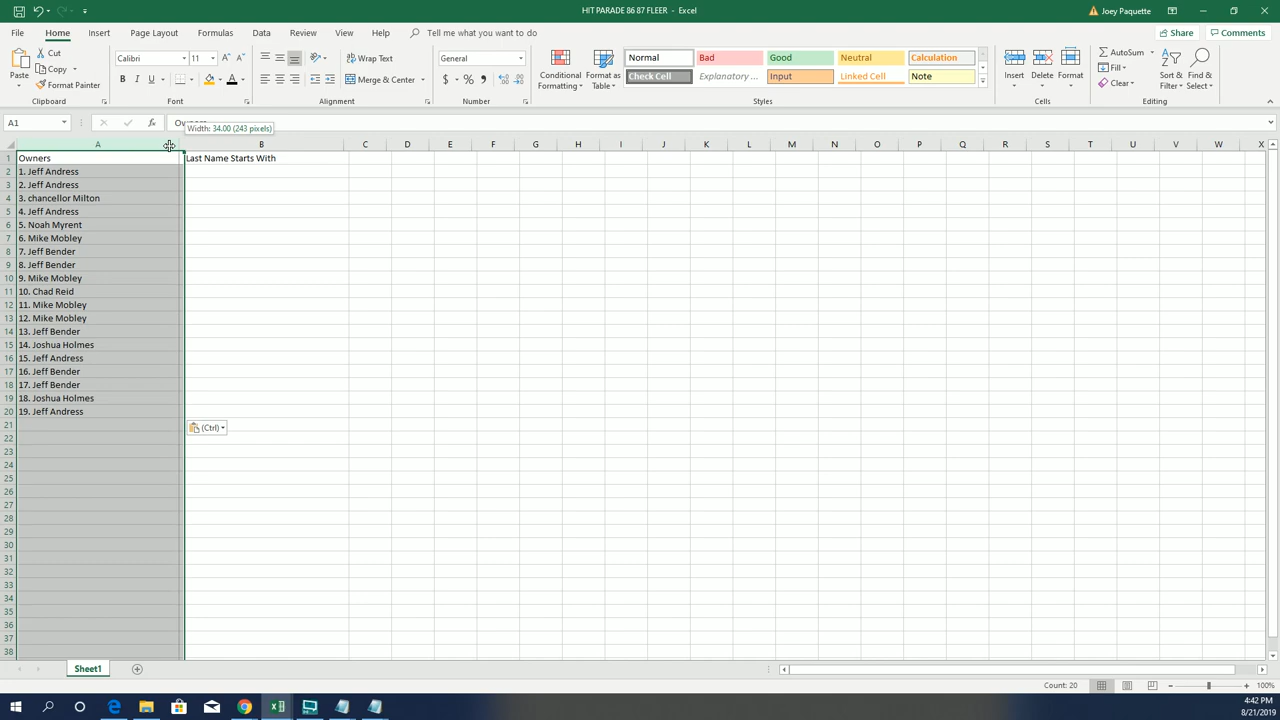 HIT PARADE 86 87 FLEER - Excel
Joey Paquette
File Home Insert Page Layout Formulas Data Review View Help Tell me what you want to do
Share Comments
Paste
Cut
Copy
Format Painter
Clipboard
Calibri 11
B I U A
Font
Wrap Text
Merge & Center
Alignment
General
$ % ,
Number
Conditional Formatting
Format as Table
Normal Bad Good Neutral Calculation
Check Cell Explanatory ... Input Linked Cell Note
Styles
Insert Delete Format
Cells
AutoSum
Fill
Clear
Sort & Filter
Find & Select
Editing
A1
fx
Width: 34.00 (243 pixels)
A B C D E F G H I J K L M N O P Q R S T U V W X
1 Owners Last Name Starts With
2 1. Jeff Andress
3 2. Jeff Andress
4 3. chancellor Milton
5 4. Jeff Andress
6 5. Noah Myrent
7 6. Mike Mobley
8 7. Jeff Bender
9 8. Jeff Bender
10 9. Mike Mobley
11 10. Chad Reid
12 11. Mike Mobley
13 12. Mike Mobley
14 13. Jeff Bender
15 14. Joshua Holmes
16 15. Jeff Andress
17 16. Jeff Bender
18 17. Jeff Bender
19 18. Joshua Holmes
20 19. Jeff Andress
21 (Ctrl)
22
23
24
25
26
27
28
29
30
31
32
33
34
35
36
37
38
Sheet1
Count: 20
100%
4:42 PM
8/21/2019